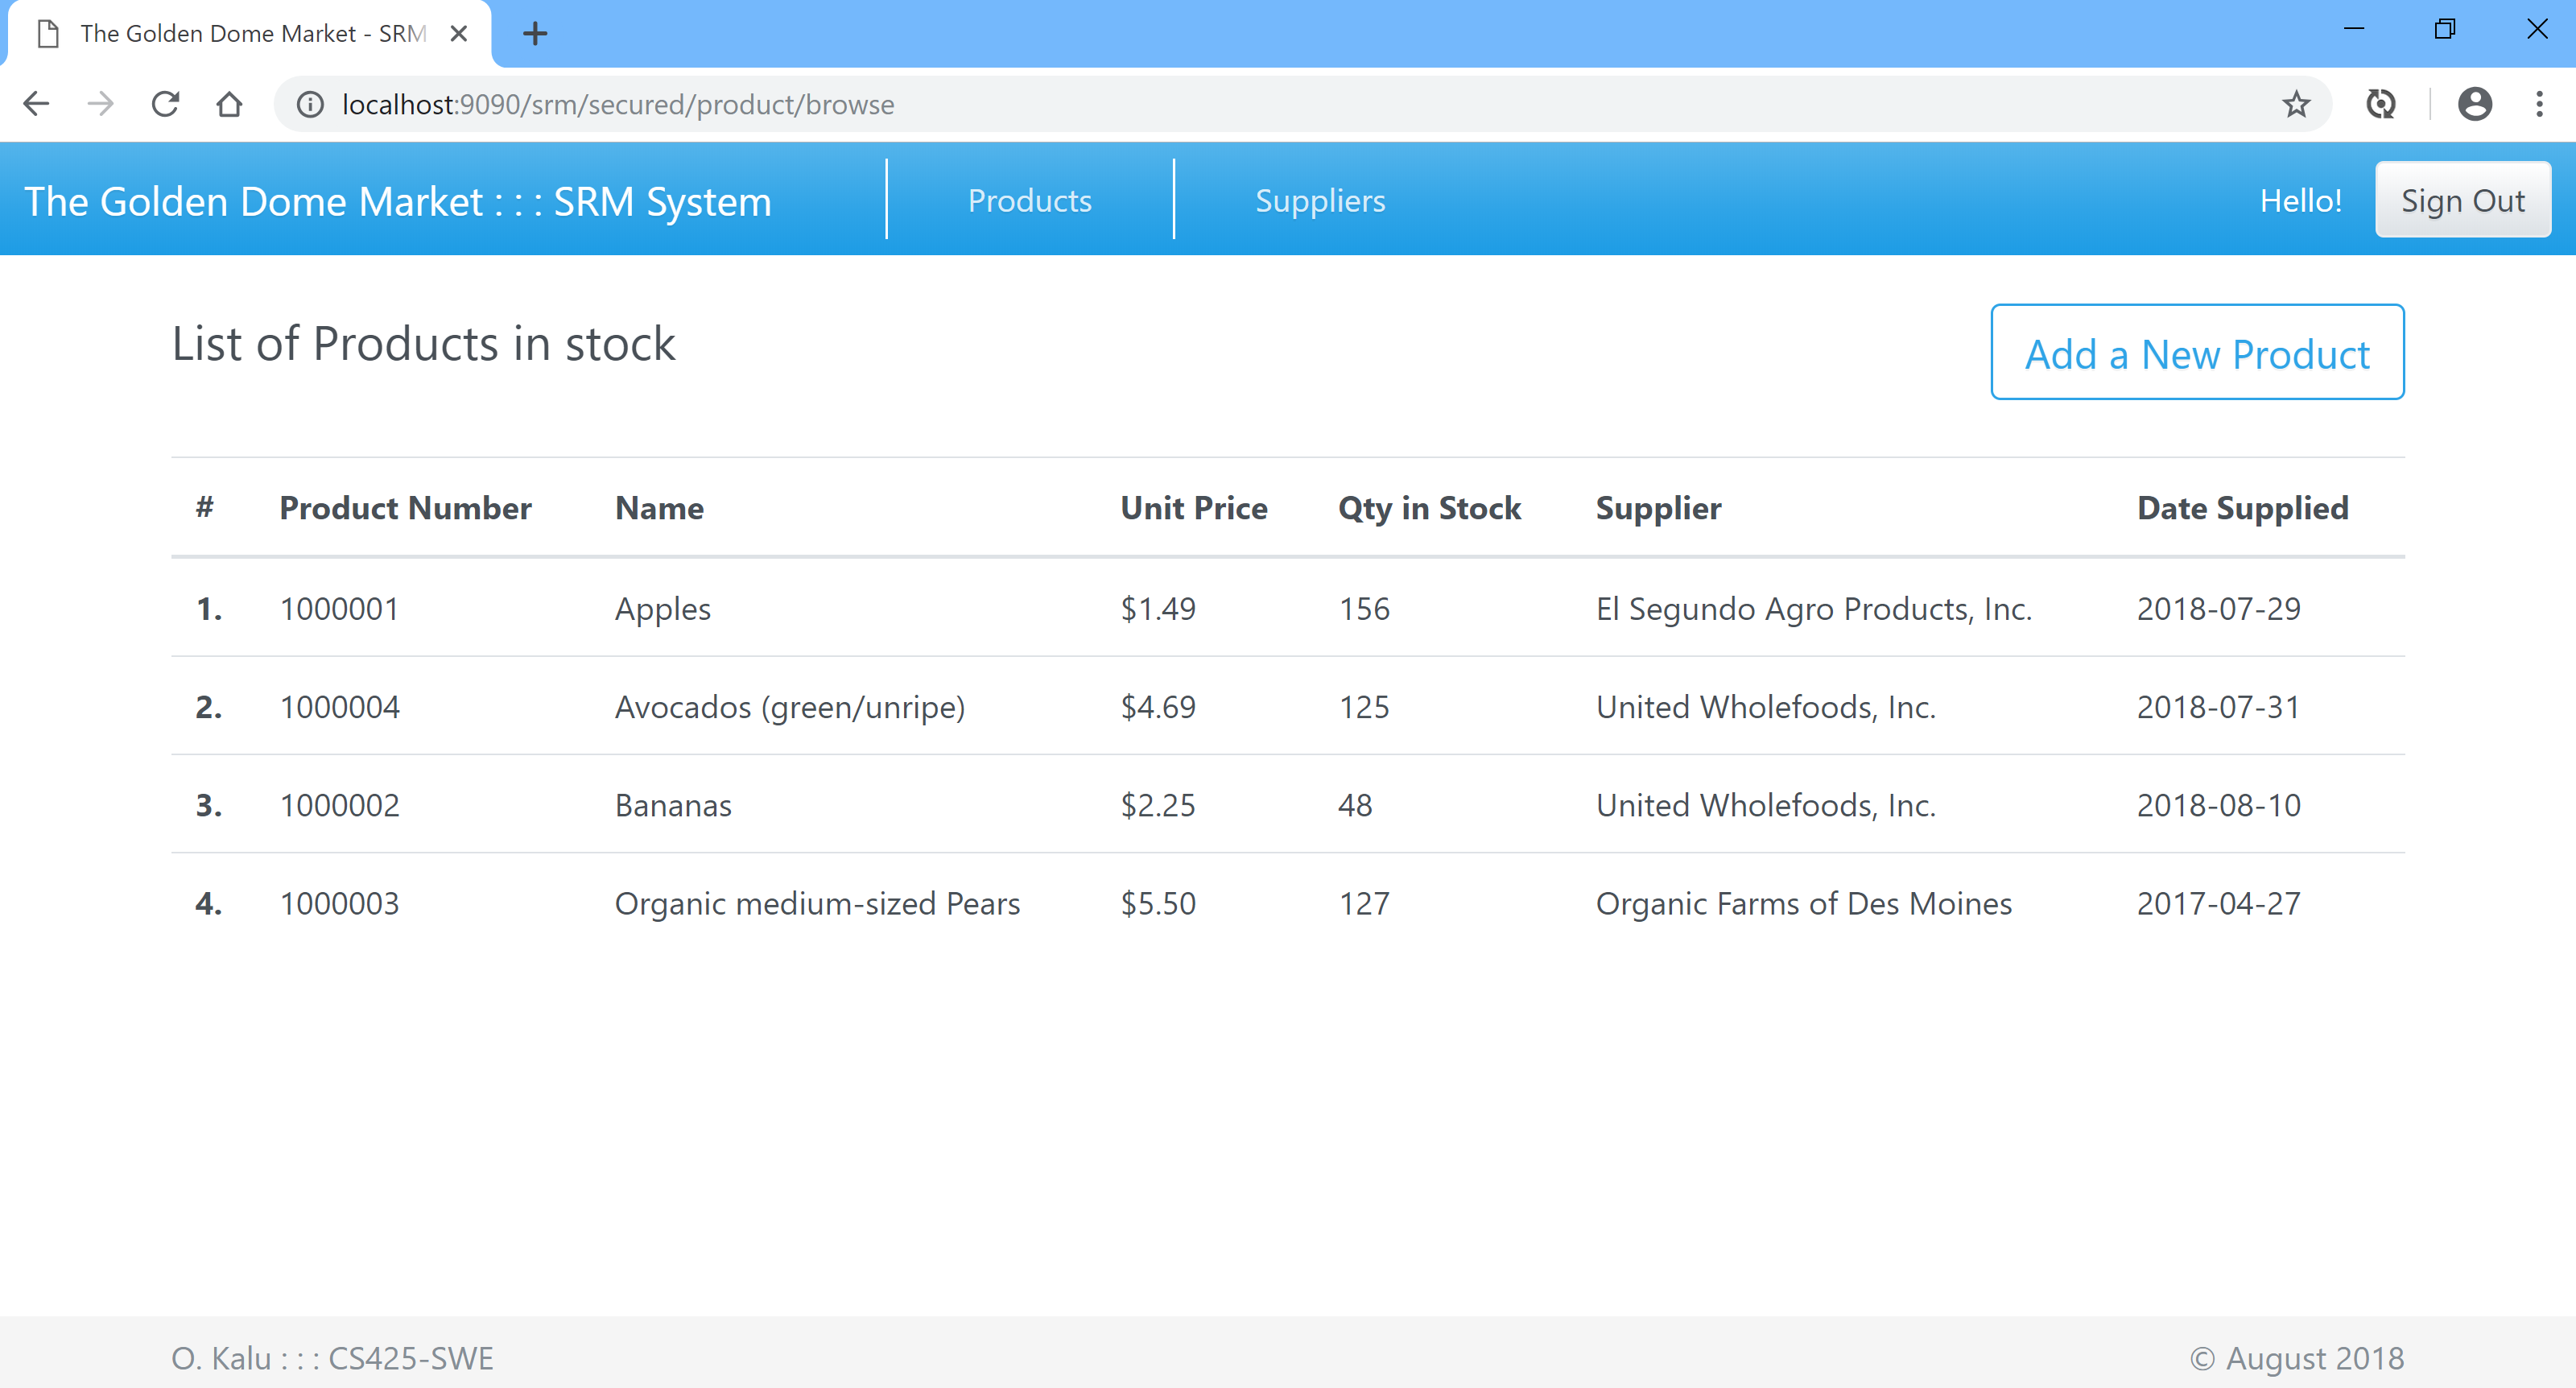 The Golden Dome Market - SRM
localhost:9090/srm/secured/product/browse
The Golden Dome Market : : : SRM System Products Suppliers Hello! Sign Out
List of Products in stock Add a New Product
# Product Number Name Unit Price Qty in Stock Supplier Date Supplied
1. 1000001 Apples $1.49 156 El Segundo Agro Products, Inc. 2018-07-29
2. 1000004 Avocados (green/unripe) $4.69 125 United Wholefoods, Inc. 2018-07-31
3. 1000002 Bananas $2.25 48 United Wholefoods, Inc. 2018-08-10
4. 1000003 Organic medium-sized Pears $5.50 127 Organic Farms of Des Moines 2017-04-27
O. Kalu : : : CS425-SWE © August 2018